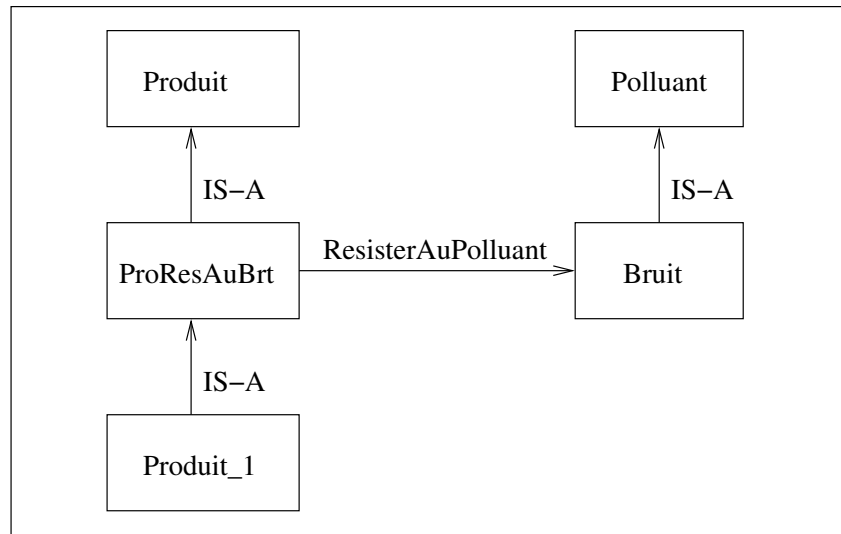 Produit
Polluant
IS-A
IS-A
ResisterAuPolluant
ProResAuBrt
Bruit
IS-A
Produit_1